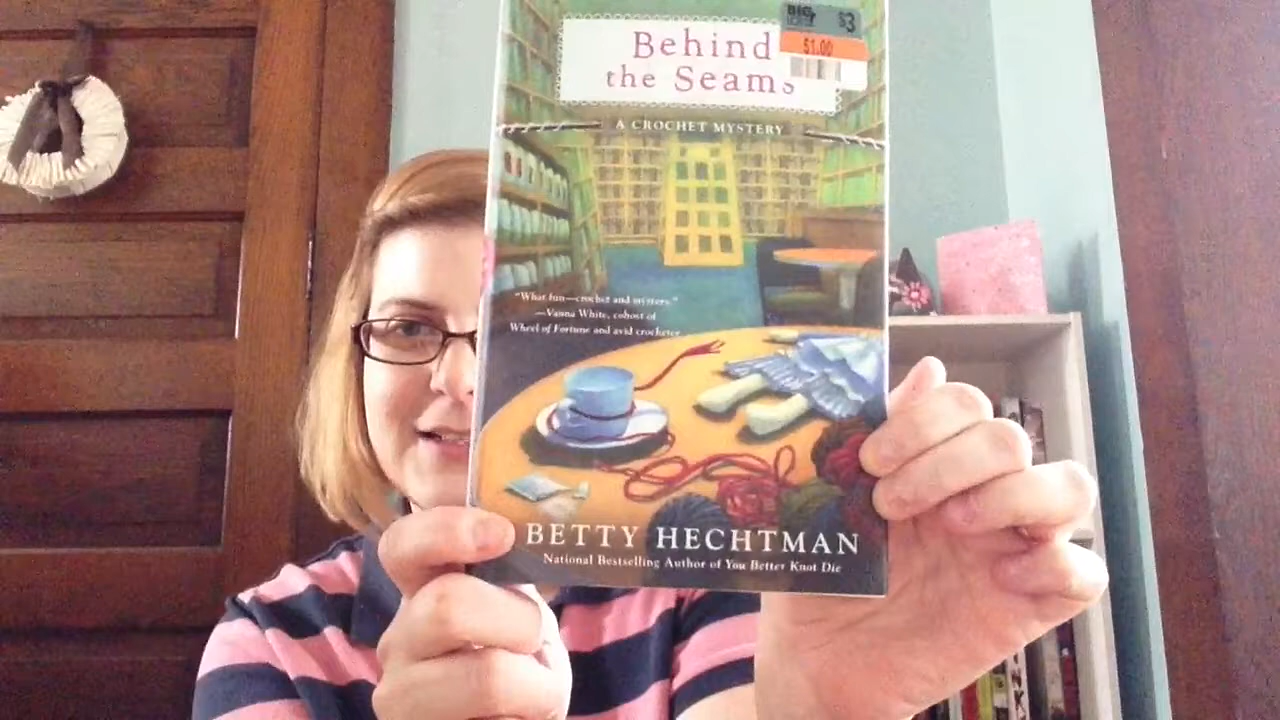 BIG
$3
$1.00
Behind
the Seams
A CROCHET MYSTERY
"What fun—crochet and mystery."
—Vanna White, cohost of
Wheel of Fortune and avid crocheter
BETTY HECHTMAN
National Bestselling Author of You Better Knot Die